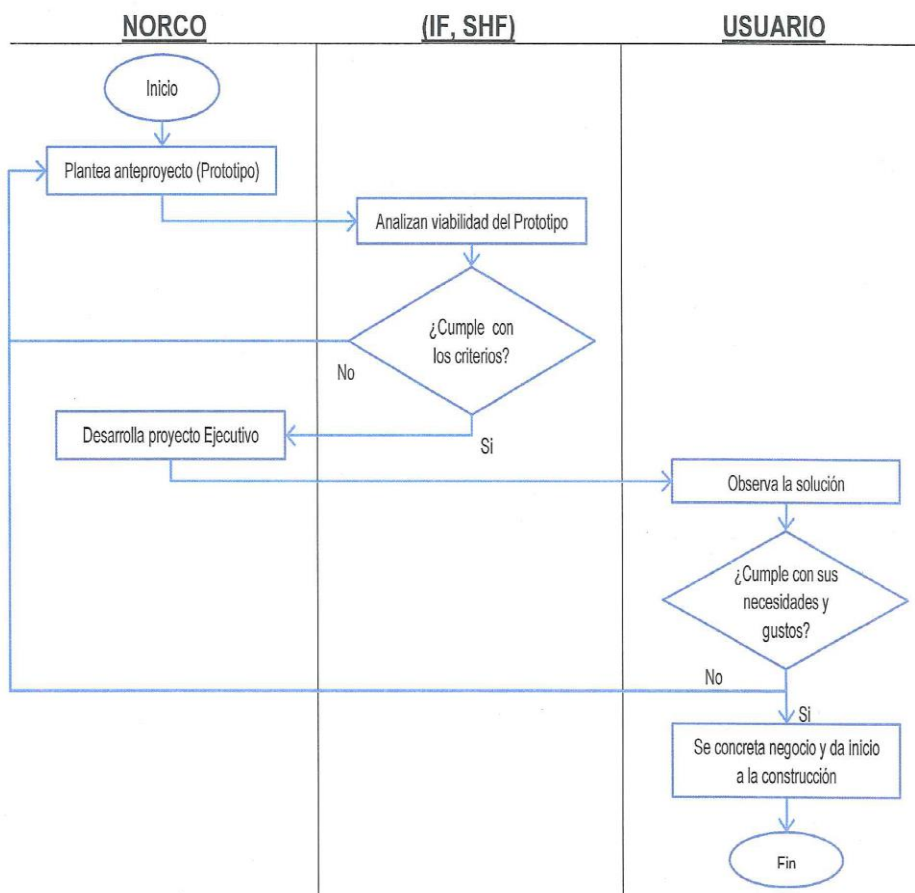 NORCO
(IF, SHF)
USUARIO
Inicio
Plantea anteproyecto (Prototipo)
Analizan viabilidad del Prototipo
¿Cumple con
los criterios?
No
Si
Desarrolla proyecto Ejecutivo
Observa la solución
¿Cumple con sus
necesidades y
gustos?
No
Si
Se concreta negocio y da inicio
a la construcción
Fin